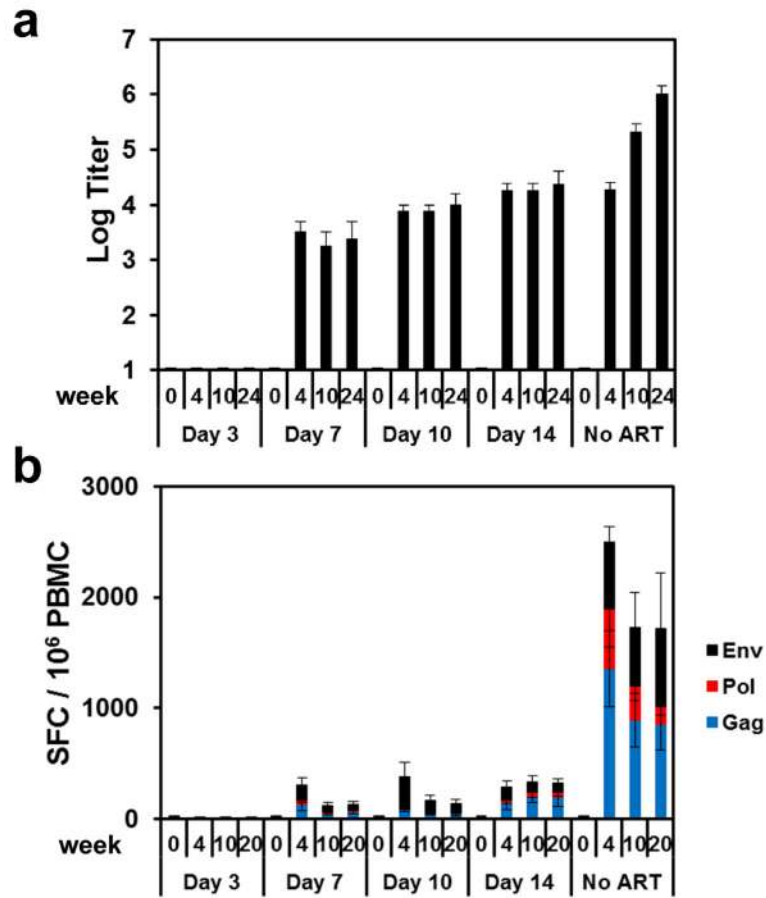 a
7
6
5
4
3
2
1
Log Titer
week 0 4 10 24 0 4 10 24 0 4 10 24 0 4 10 24 0 4 10 24
Day 3 Day 7 Day 10 Day 14 No ART
b
3000
2000
1000
0
SFC / 10⁶ PBMC
Env
Pol
Gag
week 0 4 10 20 0 4 10 20 0 4 10 20 0 4 10 20 0 4 10 20
Day 3 Day 7 Day 10 Day 14 No ART